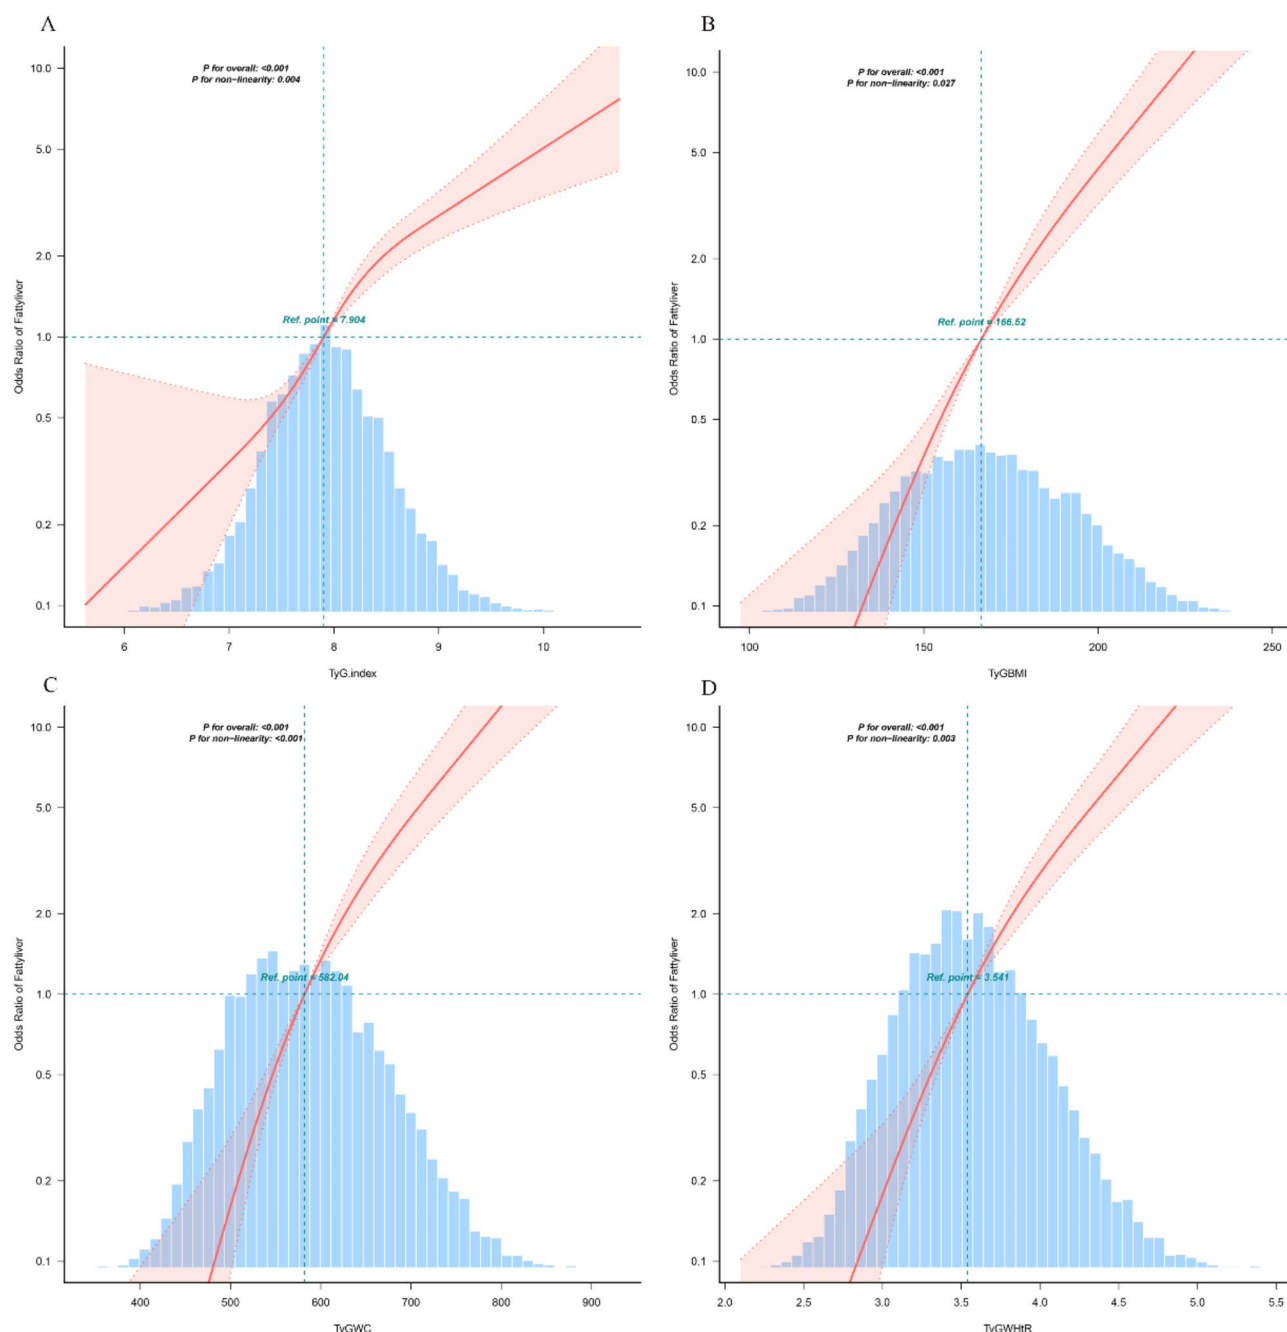 A
P for overall: <0.001
P for non−linearity: 0.004
10.0
5.0
2.0
1.0
0.5
0.2
0.1
Odds Ratio of Fattyliver
Ref. point = 7.904
6 7 8 9 10
TyG.index
B
P for overall: <0.001
P for non−linearity: 0.027
10.0
5.0
2.0
1.0
0.5
0.2
0.1
Odds Ratio of Fattyliver
Ref. point = 166.52
100 150 200 250
TyGBMI
C
P for overall: <0.001
P for non−linearity: <0.001
10.0
5.0
2.0
1.0
0.5
0.2
0.1
Odds Ratio of Fattyliver
Ref. point = 582.04
400 500 600 700 800 900
TyGWC
D
P for overall: <0.001
P for non−linearity: 0.003
10.0
5.0
2.0
1.0
0.5
0.2
0.1
Odds Ratio of Fattyliver
Ref. point = 3.541
2.0 2.5 3.0 3.5 4.0 4.5 5.0 5.5
TyGWHtR